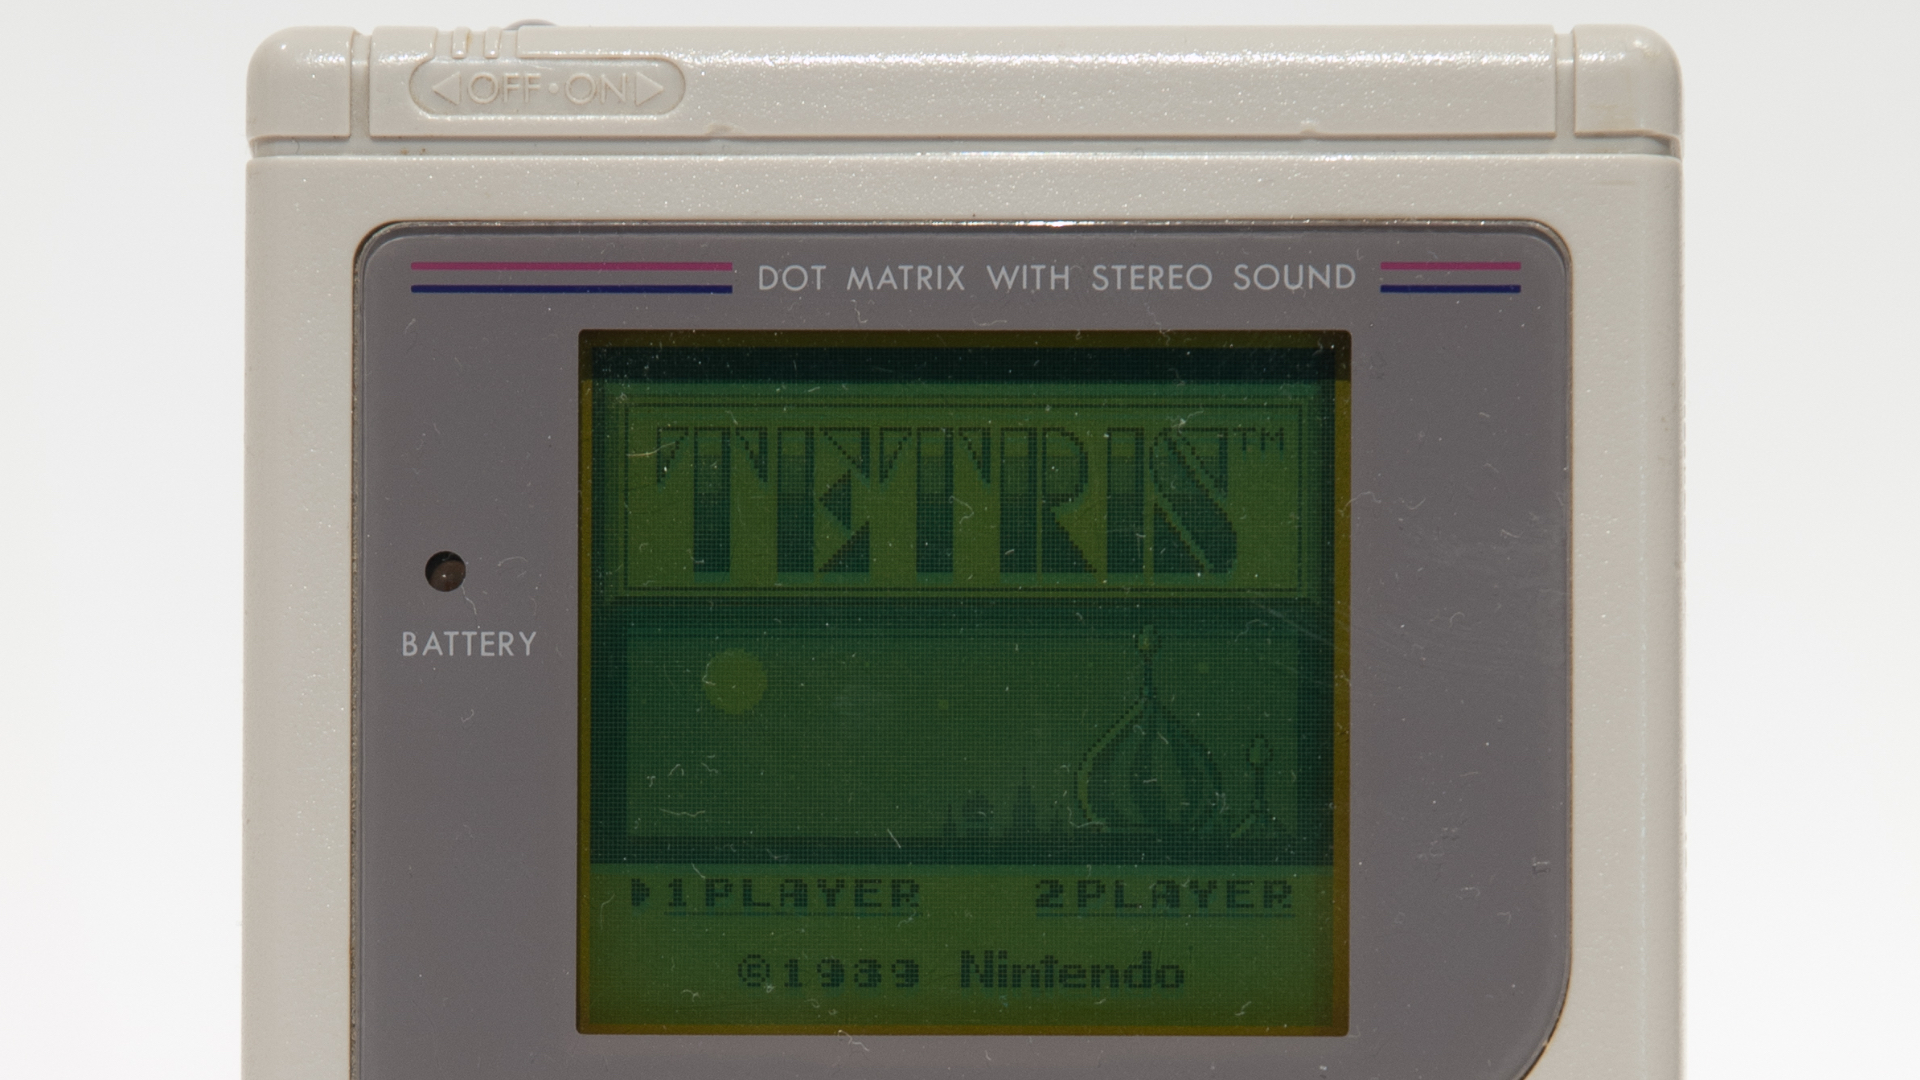 OFF•ON
DOT MATRIX WITH STEREO SOUND
TETRIS™
BATTERY
1PLAYER 2PLAYER
©1989 Nintendo